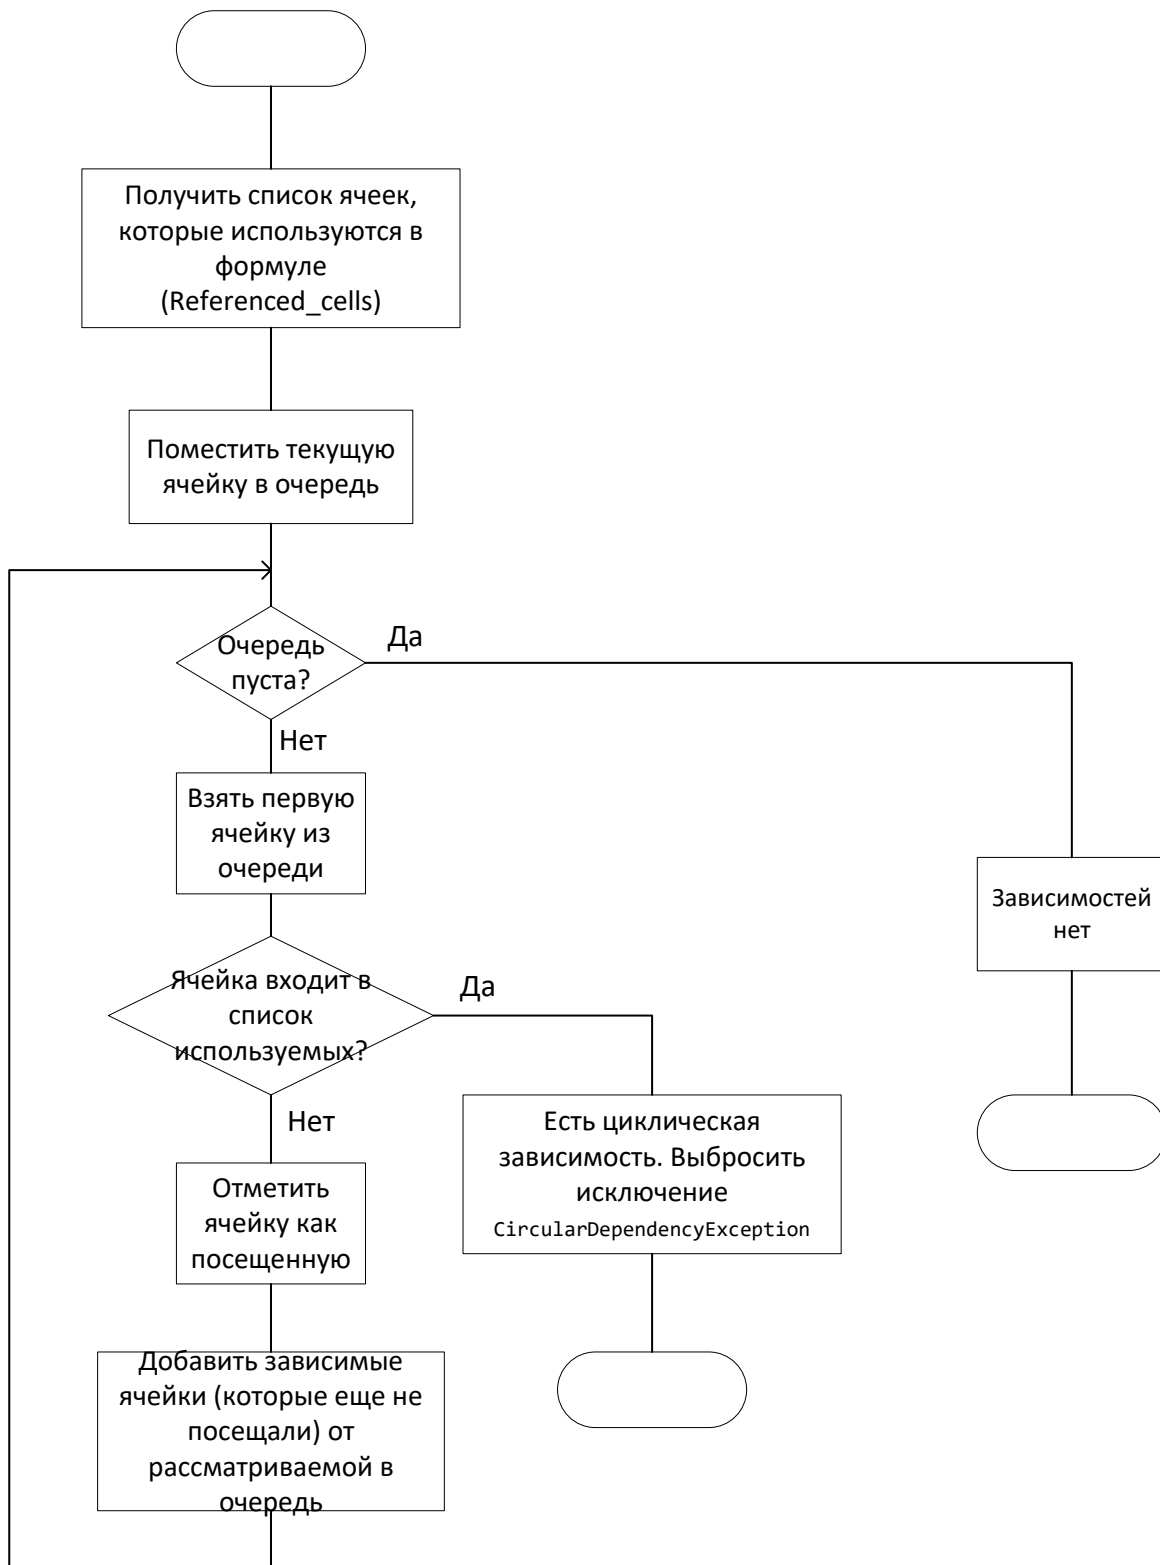 Получить список ячеек,
которые используются в
формуле
(Referenced_cells)
Поместить текущую
ячейку в очередь
Очередь
пуста?
Да
Нет
Взять первую
ячейку из
очереди
Зависимостей
нет
Ячейка входит в
список
используемых?
Да
Нет
Есть циклическая
зависимость. Выбросить
исключение
CircularDependencyException
Отметить
ячейку как
посещенную
Добавить зависимые
ячейки (которые еще не
посещали) от
рассматриваемой в
очередь